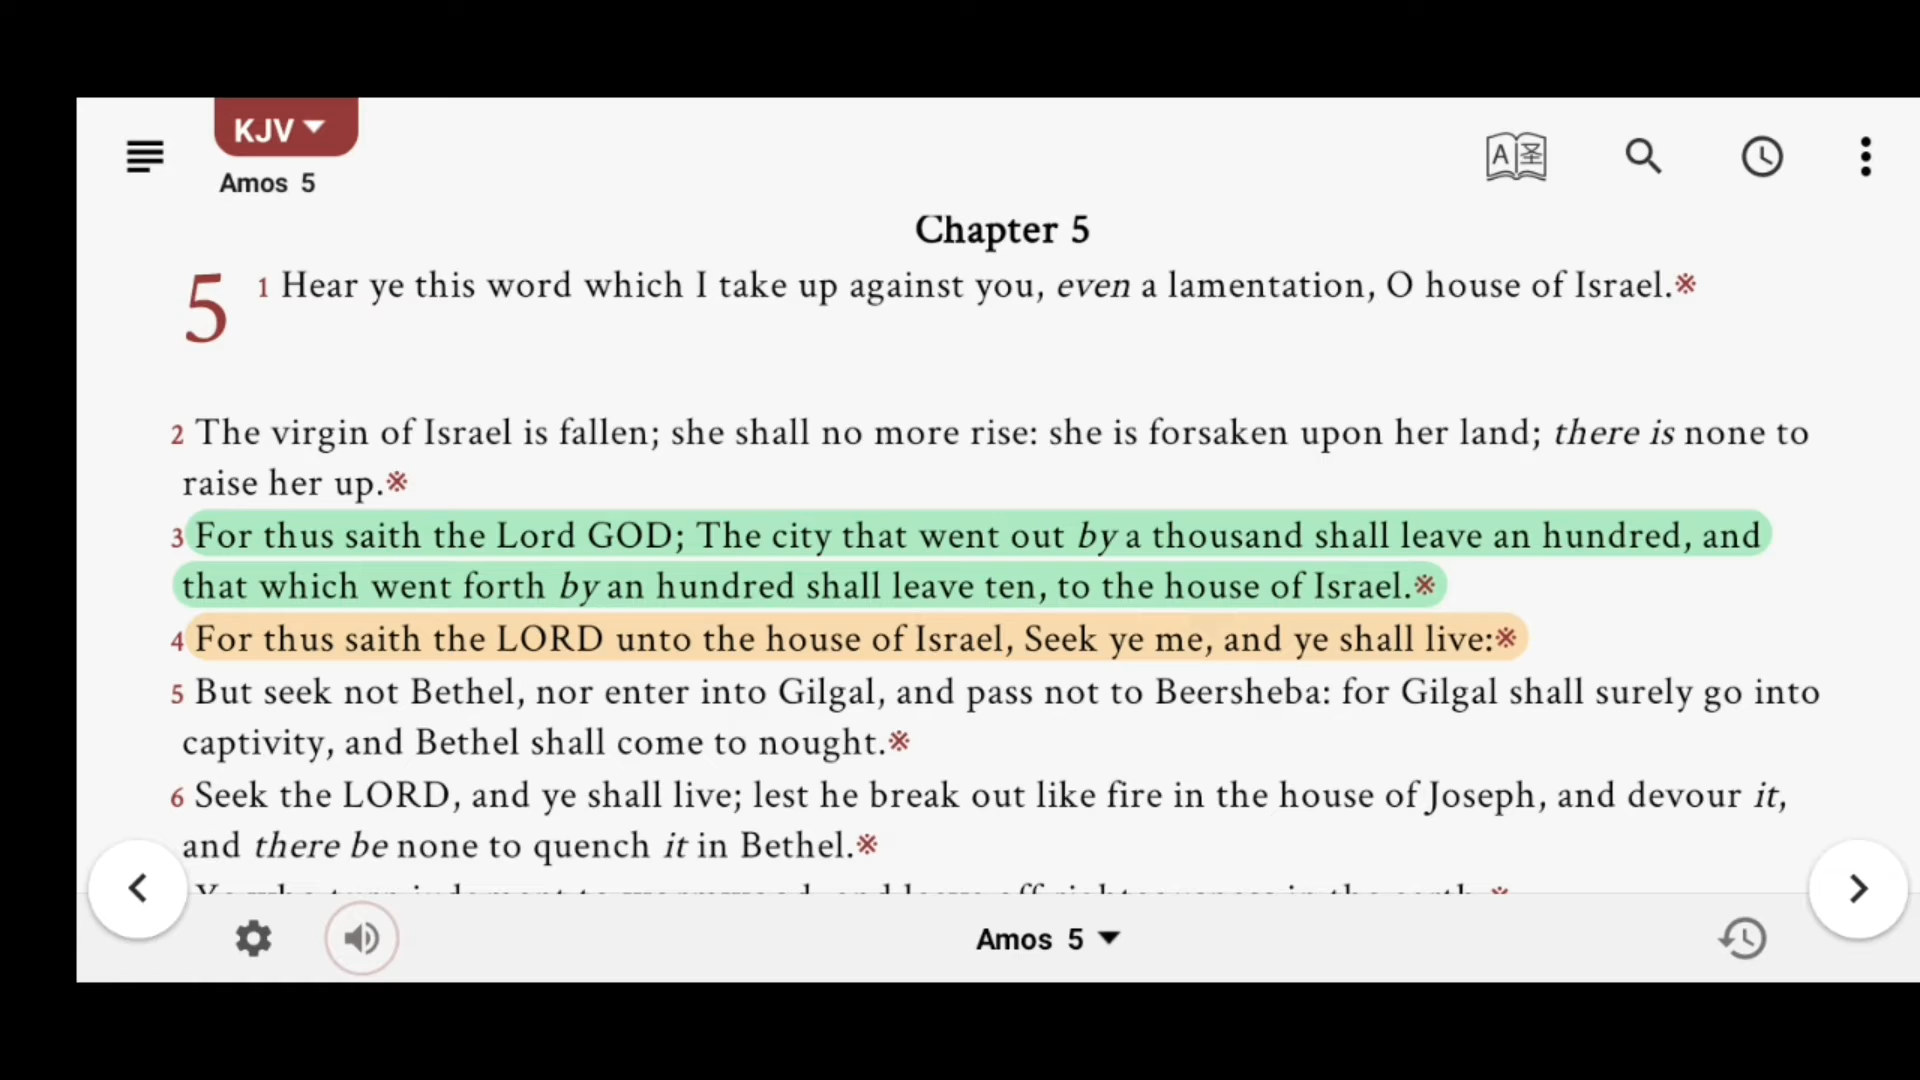 KJV
Amos 5
A 圣
Chapter 5
5 1 Hear ye this word which I take up against you, even a lamentation, O house of Israel.※
2 The virgin of Israel is fallen; she shall no more rise: she is forsaken upon her land; there is none to
raise her up.※
3 For thus saith the Lord GOD; The city that went out by a thousand shall leave an hundred, and
that which went forth by an hundred shall leave ten, to the house of Israel.※
4 For thus saith the LORD unto the house of Israel, Seek ye me, and ye shall live:※
5 But seek not Bethel, nor enter into Gilgal, and pass not to Beersheba: for Gilgal shall surely go into
captivity, and Bethel shall come to nought.※
6 Seek the LORD, and ye shall live; lest he break out like fire in the house of Joseph, and devour it,
and there be none to quench it in Bethel.※
Amos 5